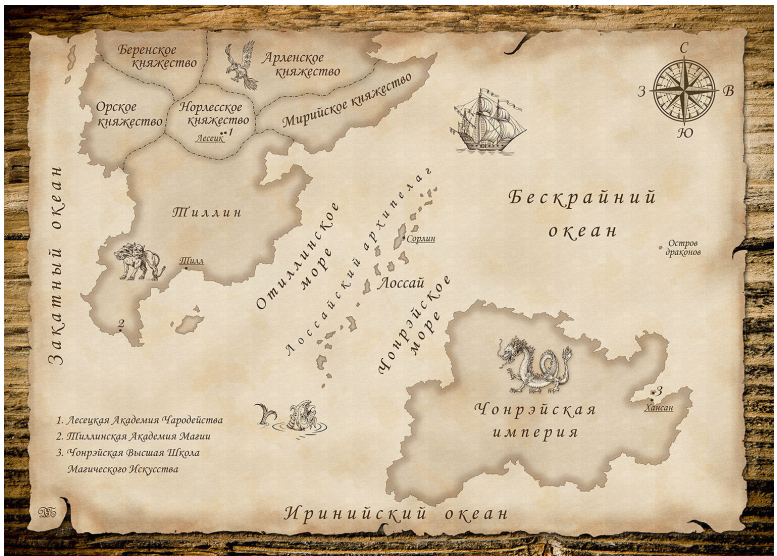 Беренское
княжество
Арленское
княжество
Орское
княжество
Норлесское
княжество
Мирийское княжество
1
Лесецк
С
З
В
Ю
Тиллин
Тилл
2
Закатный океан
Отиллинское
море
Лоссайский архипелаг
Сорлин
Лоссай
Чонрэйское
море
Бескрайний
океан
Остров
драконов
Чонрэйская
империя
3
Хансан
1. Лесецкая Академия Чародейства
2. Тиллинская Академия Магии
3. Чонрэйская Высшая Школа
Магического Искусства
Иринийский океан